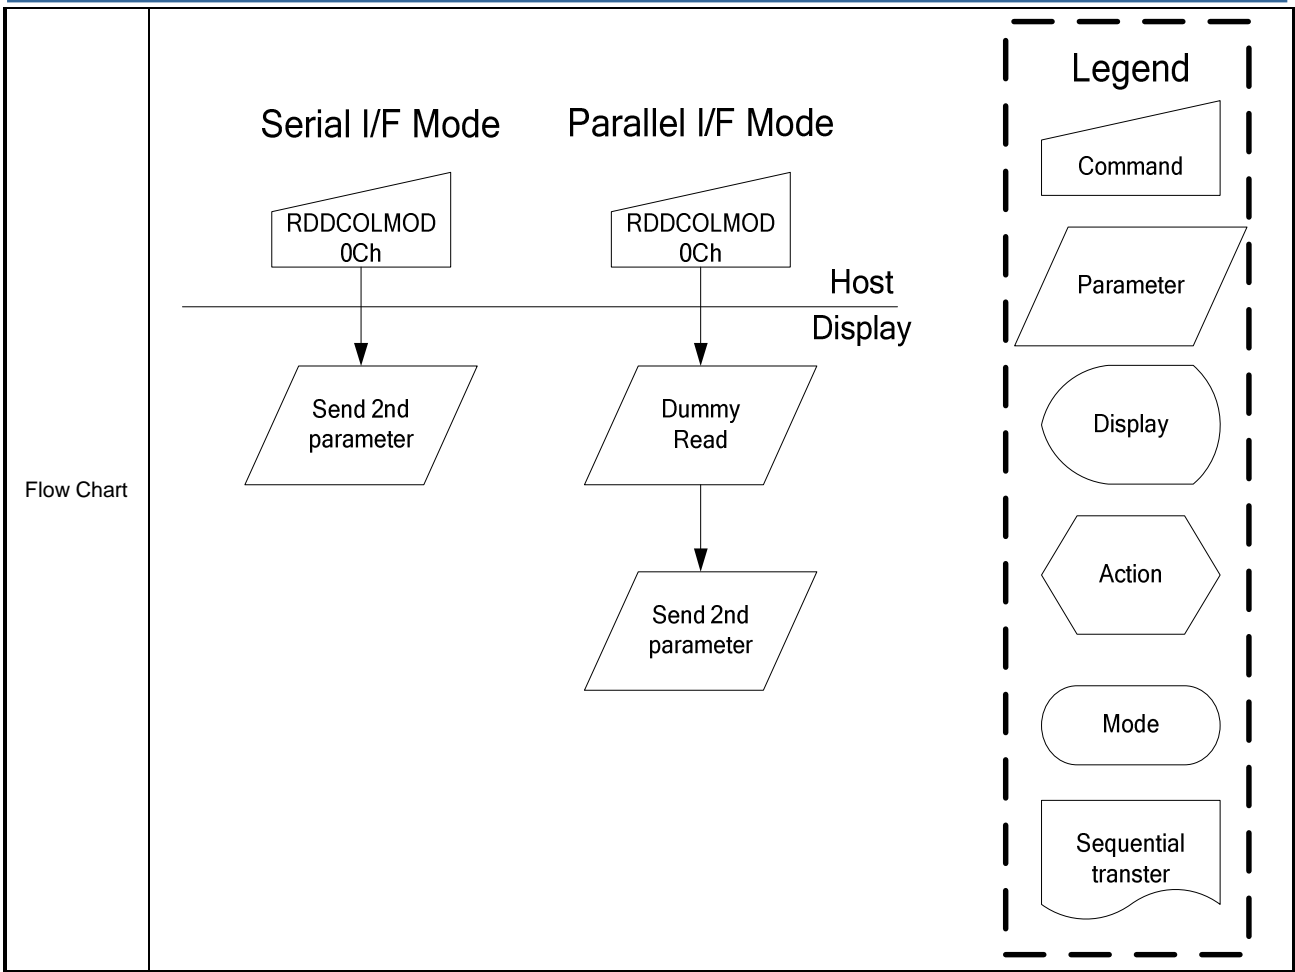 Flow Chart
Serial I/F Mode
Parallel I/F Mode
RDDCOLMOD
0Ch
RDDCOLMOD
0Ch
Host
Display
Send 2nd
parameter
Dummy
Read
Send 2nd
parameter
Legend
Command
Parameter
Display
Action
Mode
Sequential
transter